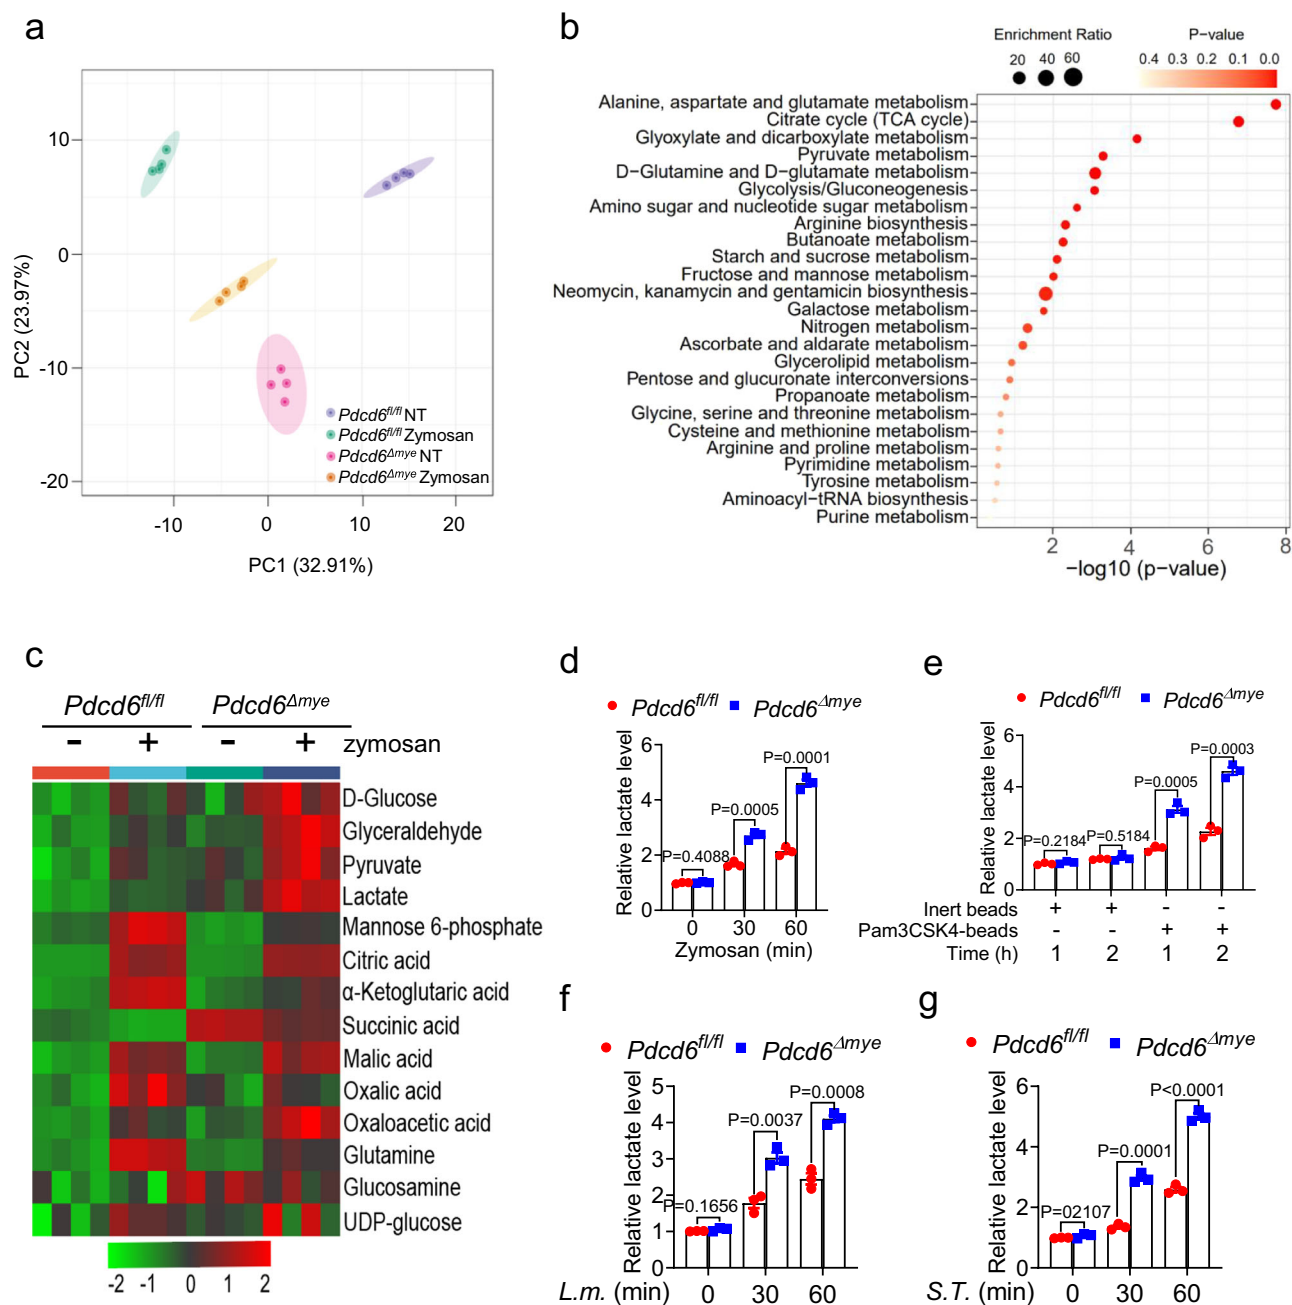 a
10
0
-10
-20
PC2 (23.97%)
-10
0
10
20
PC1 (32.91%)
Pdcd6fl/fl NT
Pdcd6fl/fl Zymosan
Pdcd6Δmye NT
Pdcd6Δmye Zymosan
b
Enrichment Ratio
20 40 60
P−value
0.4 0.3 0.2 0.1 0.0
Alanine, aspartate and glutamate metabolism
Citrate cycle (TCA cycle)
Glyoxylate and dicarboxylate metabolism
Pyruvate metabolism
D−Glutamine and D−glutamate metabolism
Glycolysis/Gluconeogenesis
Amino sugar and nucleotide sugar metabolism
Arginine biosynthesis
Butanoate metabolism
Starch and sucrose metabolism
Fructose and mannose metabolism
Neomycin, kanamycin and gentamicin biosynthesis
Galactose metabolism
Nitrogen metabolism
Ascorbate and aldarate metabolism
Glycerolipid metabolism
Pentose and glucuronate interconversions
Propanoate metabolism
Glycine, serine and threonine metabolism
Cysteine and methionine metabolism
Arginine and proline metabolism
Pyrimidine metabolism
Tyrosine metabolism
Aminoacyl−tRNA biosynthesis
Purine metabolism
2 4 6 8
−log10 (p−value)
c
Pdcd6fl/fl Pdcd6Δmye
- + - + zymosan
D-Glucose
Glyceraldehyde
Pyruvate
Lactate
Mannose 6-phosphate
Citric acid
α-Ketoglutaric acid
Succinic acid
Malic acid
Oxalic acid
Oxaloacetic acid
Glutamine
Glucosamine
UDP-glucose
-2 -1 0 1 2
d
Pdcd6fl/fl Pdcd6Δmye
Relative lactate level
6
4
2
0
P=0.4088
P=0.0005
P=0.0001
0 30 60
Zymosan (min)
e
Pdcd6fl/fl Pdcd6Δmye
Relative lactate level
6
4
2
0
P=0.2184
P=0.5184
P=0.0005
P=0.0003
Inert beads + + - -
Pam3CSK4-beads - - + +
Time (h) 1 2 1 2
f
Pdcd6fl/fl Pdcd6Δmye
Relative lactate level
5
4
3
2
1
0
P=0.1656
P=0.0037
P=0.0008
L.m. (min) 0 30 60
g
Pdcd6fl/fl Pdcd6Δmye
Relative lactate level
6
4
2
0
P=02107
P=0.0001
P<0.0001
S.T. (min) 0 30 60